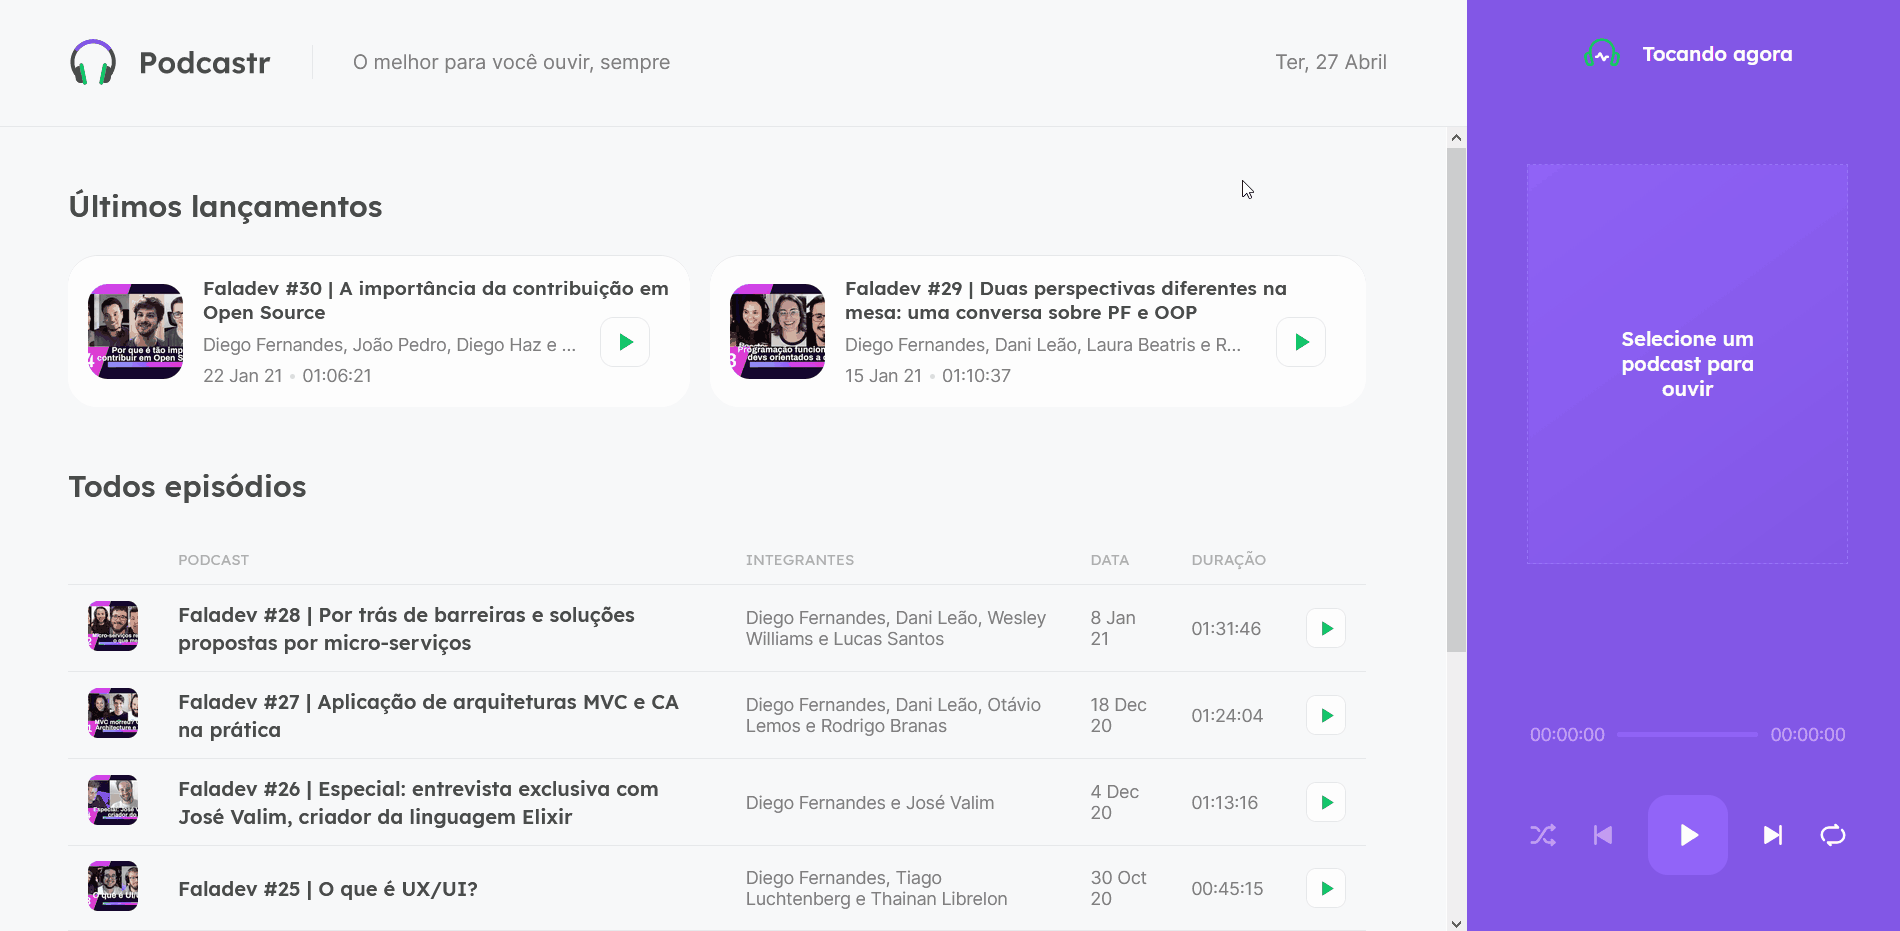 Podcastr
O melhor para você ouvir, sempre
Ter, 27 Abril
Últimos lançamentos
Faladev #30 | A importância da contribuição em
Open Source
Diego Fernandes, João Pedro, Diego Haz e ...
22 Jan 21 • 01:06:21
Faladev #29 | Duas perspectivas diferentes na
mesa: uma conversa sobre PF e OOP
Diego Fernandes, Dani Leão, Laura Beatris e R...
15 Jan 21 • 01:10:37
Todos episódios
PODCAST
INTEGRANTES
DATA
DURAÇÃO
Faladev #28 | Por trás de barreiras e soluções
propostas por micro-serviços
Diego Fernandes, Dani Leão, Wesley
Williams e Lucas Santos
8 Jan
21
01:31:46
Faladev #27 | Aplicação de arquiteturas MVC e CA
na prática
Diego Fernandes, Dani Leão, Otávio
Lemos e Rodrigo Branas
18 Dec
20
01:24:04
Faladev #26 | Especial: entrevista exclusiva com
José Valim, criador da linguagem Elixir
Diego Fernandes e José Valim
4 Dec
20
01:13:16
Faladev #25 | O que é UX/UI?
Diego Fernandes, Tiago
Luchtenberg e Thainan Librelon
30 Oct
20
00:45:15
Tocando agora
Selecione um
podcast para
ouvir
00:00:00
00:00:00